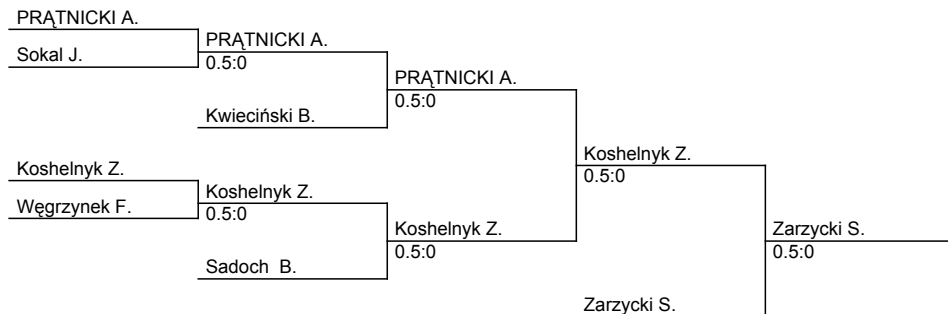 PRĄTNICKI A.
Sokal J.
PRĄTNICKI A.
0.5:0
Kwieciński B.
PRĄTNICKI A.
0.5:0
Koshelnyk Z.
Węgrzynek F.
Koshelnyk Z.
0.5:0
Sadoch B.
Koshelnyk Z.
0.5:0
Koshelnyk Z.
0.5:0
Zarzycki S.
Zarzycki S.
0.5:0